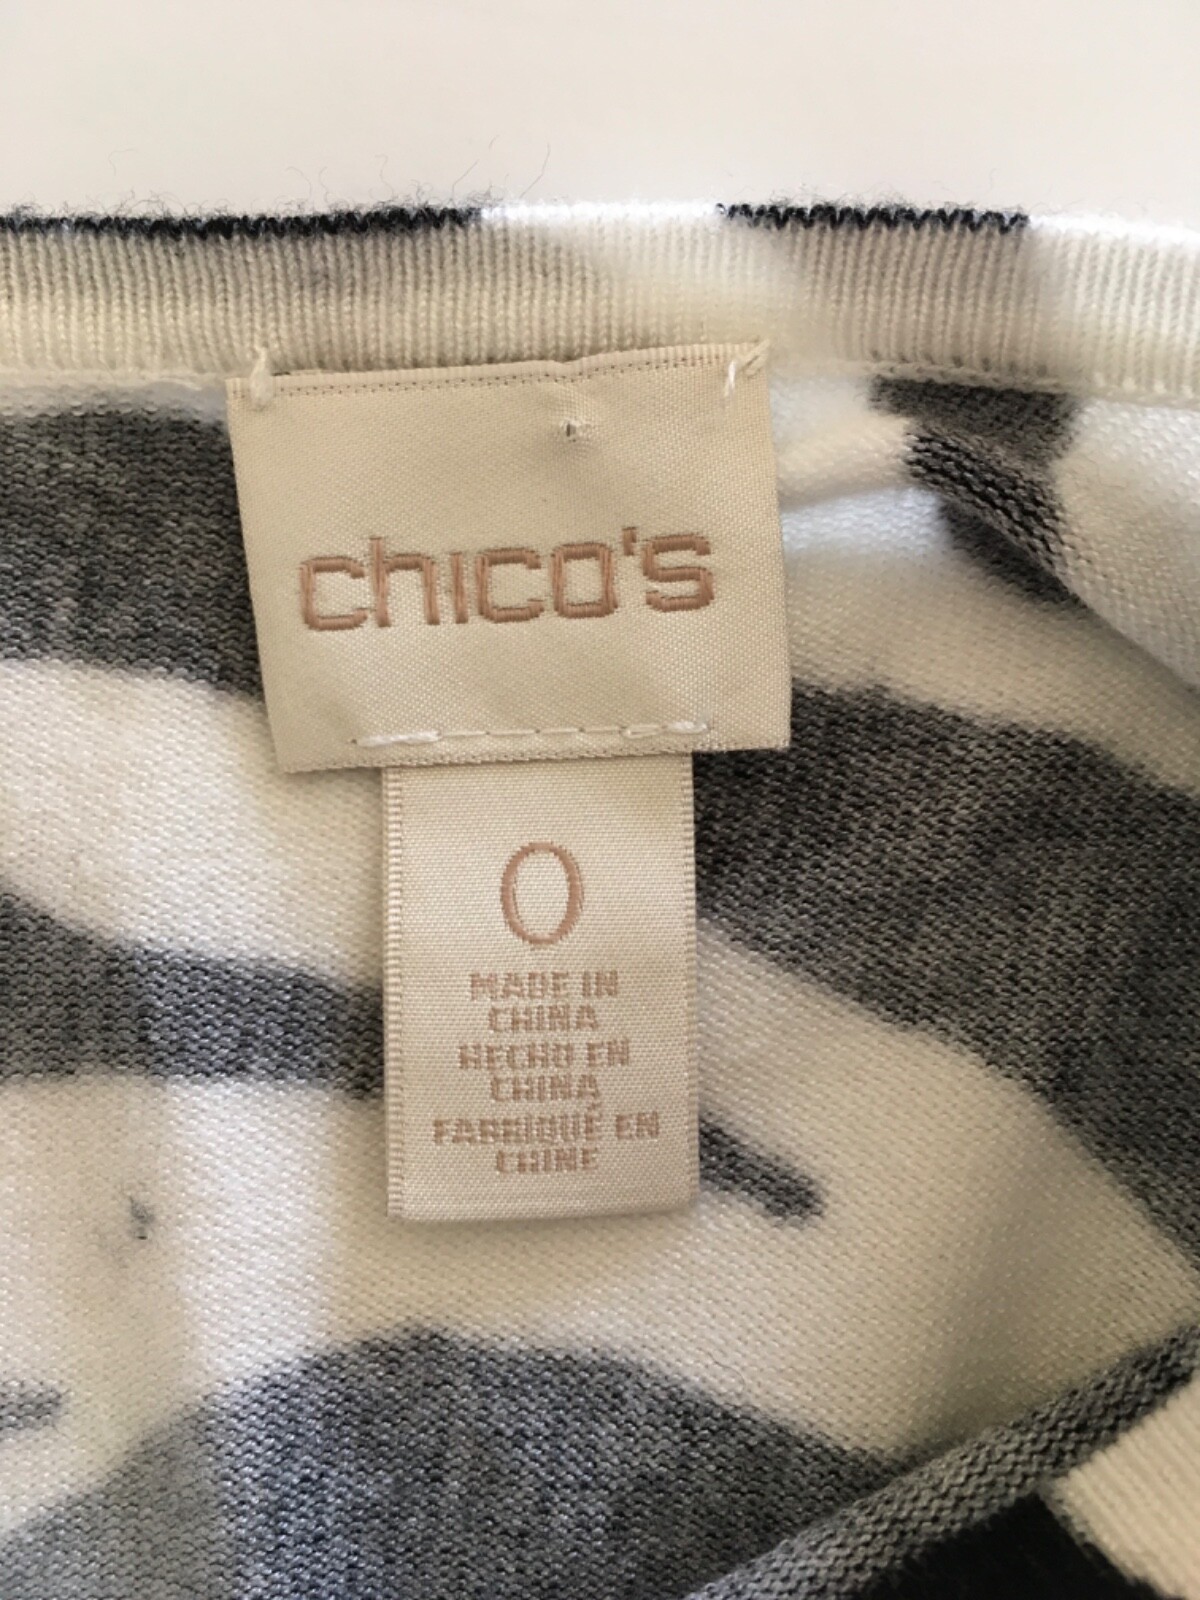 chico's
0
MADE IN
CHINA
HECHO EN
CHINA
FABRIQUÉ EN
CHINE